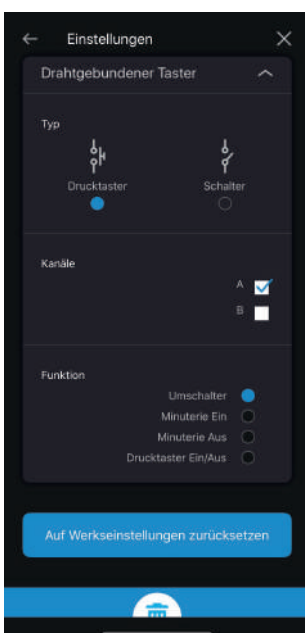 Einstellungen
Drahtgebundener Taster
Typ
Drucktaster Schalter
Kanäle
A
B
Funktion
Umschalter
Minuterie Ein
Minuterie Aus
Drucktaster Ein/Aus
Auf Werkseinstellungen zurücksetzen